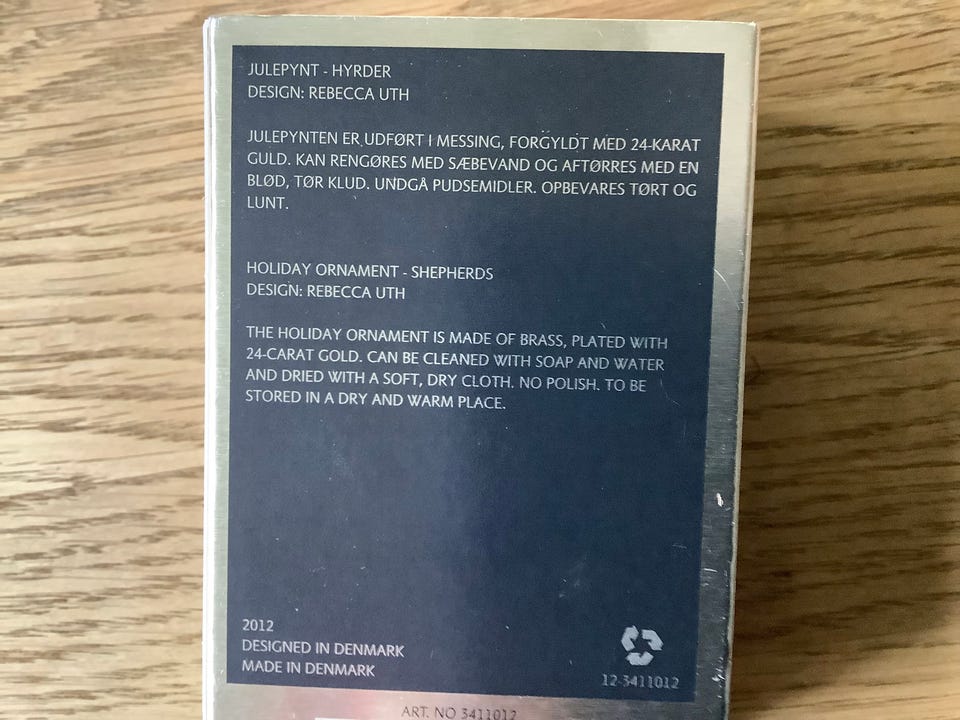 JULEPYNT - HYRDER
DESIGN: REBECCA UTH
JULEPYNTEN ER UDFØRT I MESSING, FORGYLDT MED 24-KARAT
GULD. KAN RENGØRES MED SÆBEVAND OG AFTØRRES MED EN
BLØD, TØR KLUD. UNDGÅ PUDSEMIDLER. OPBEVARES TØRT OG
LUNT.
HOLIDAY ORNAMENT - SHEPHERDS
DESIGN: REBECCA UTH
THE HOLIDAY ORNAMENT IS MADE OF BRASS, PLATED WITH
24-CARAT GOLD. CAN BE CLEANED WITH SOAP AND WATER
AND DRIED WITH A SOFT, DRY CLOTH. NO POLISH. TO BE
STORED IN A DRY AND WARM PLACE.
2012
DESIGNED IN DENMARK
MADE IN DENMARK
12-3411012
ART. NO 3411012